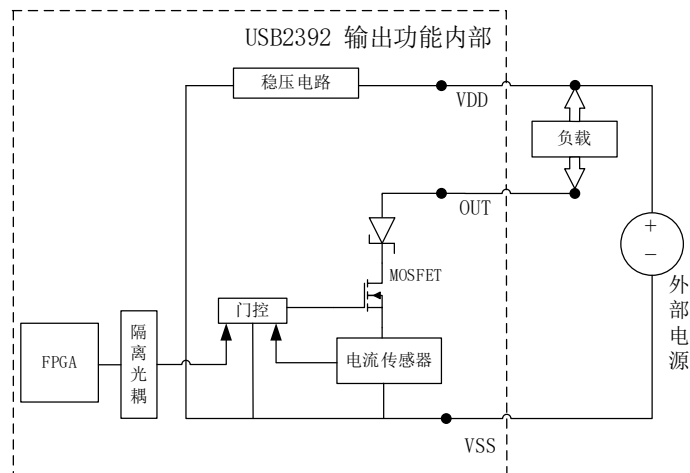 USB2392 输出功能内部
稳压电路
VDD
负载
OUT
+
−
外部电源
MOSFET
门控
FPGA
隔离光耦
电流传感器
VSS